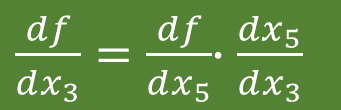 df/dx₃ = df/dx₅ · dx₅/dx₃